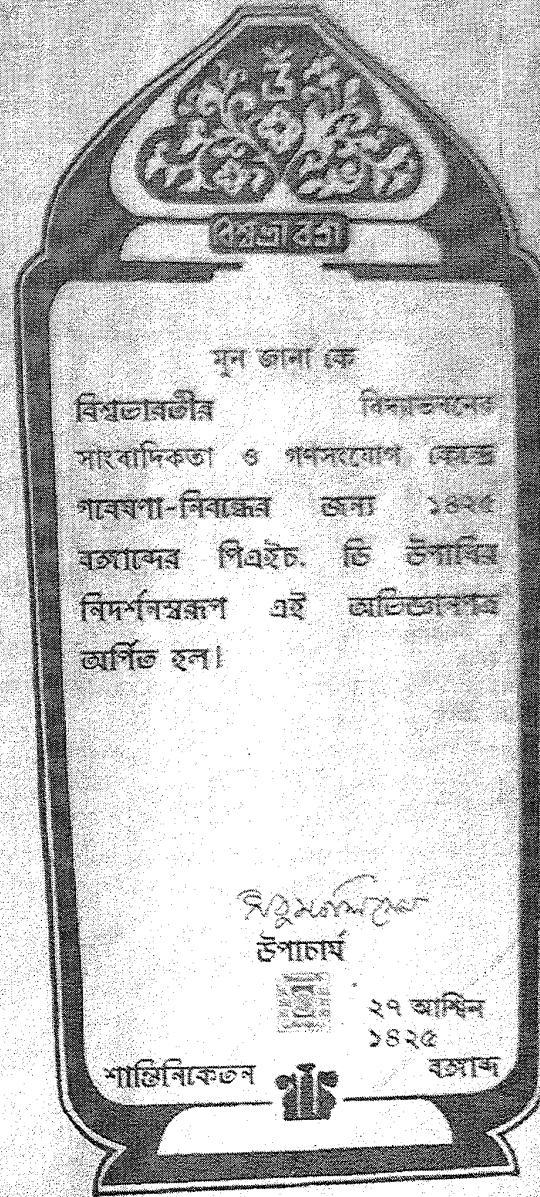 ওঁ
বিশ্বভারতী
মুন জানা কে
বিশ্বভারতীর বিদ্যাভবনের
সাংবাদিকতা ও গণসংযোগ কেন্দ্রে
গবেষণা-নিবন্ধের জন্য ১৪২৫
বঙ্গাব্দের পিএইচ. ডি উপাধির
নিদর্শনস্বরূপ এই অভিজ্ঞানপত্র
অর্পিত হল।
উপাচার্য
২৭ আশ্বিন
১৪২৫
শান্তিনিকেতন বঙ্গাব্দ